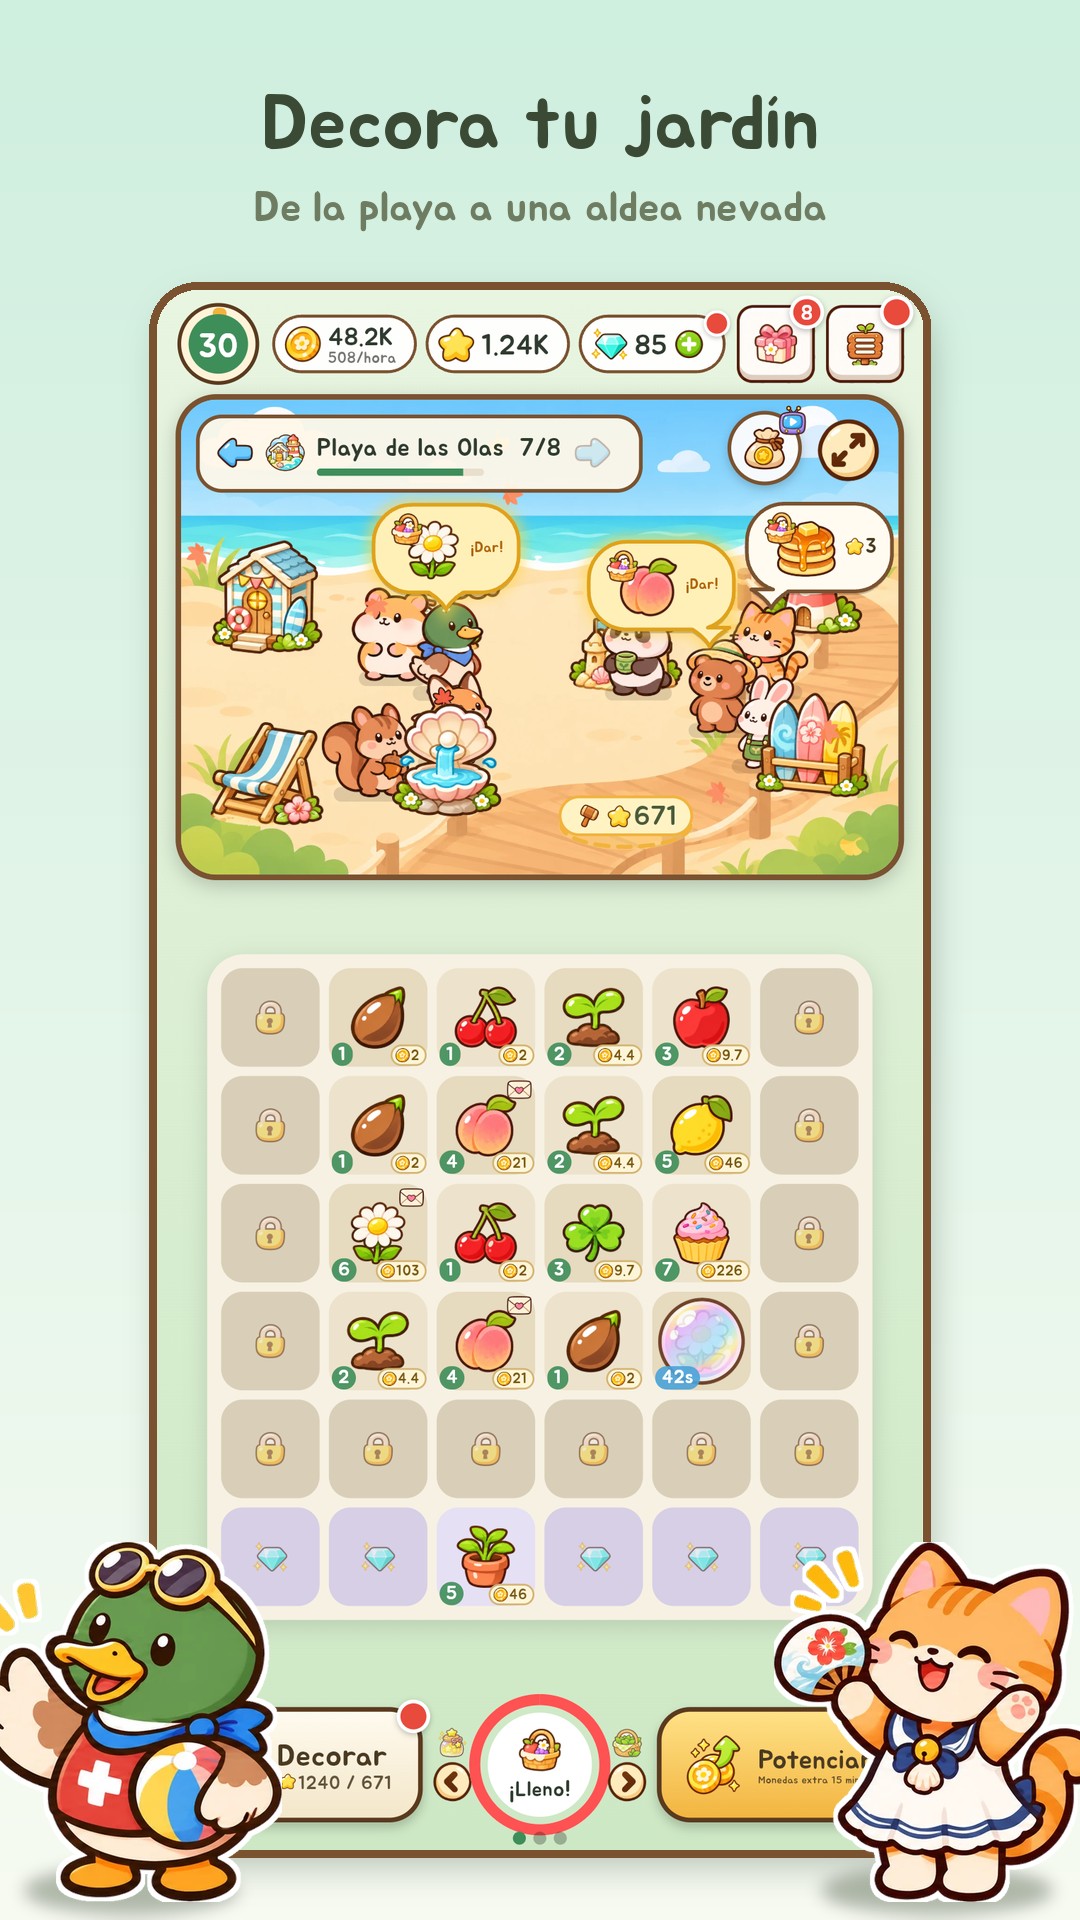 Decora tu jardín
De la playa a una aldea nevada
30
48.2K
508/hora
1.24K
85
8
Playa de las Olas 7/8
¡Dar!
¡Dar!
3
671
1 2
1 2
2 4.4
3 9.7
1 2
4 21
2 4.4
5 46
6 103
1 2
3 9.7
7 226
2 4.4
4 21
1 2
42s
5 46
Decorar
1240 / 671
¡Lleno!
Potenciar
Monedas extra 15